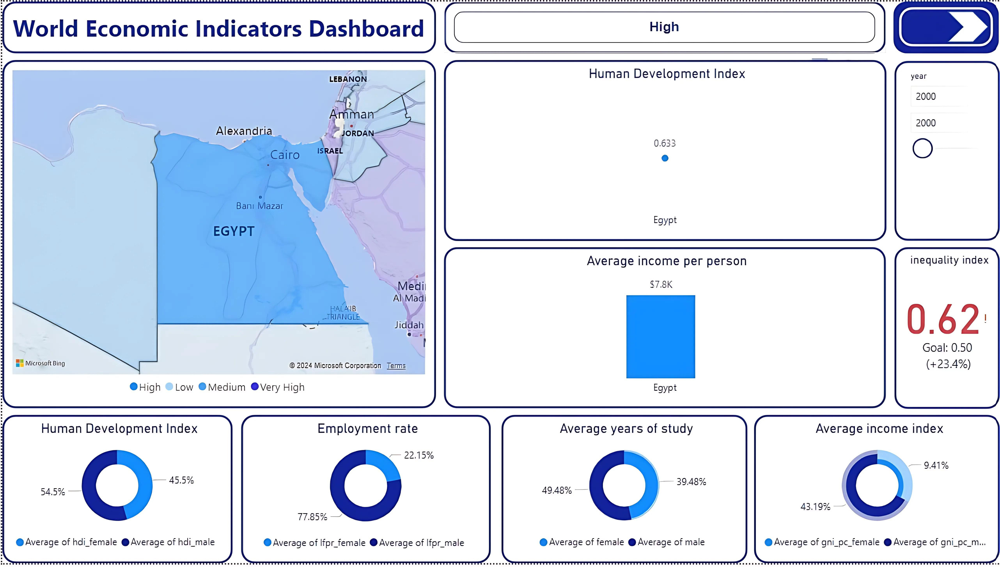 World Economic Indicators Dashboard
High
LEBANON
Amman
JORDAN
Alexandria
ISRAEL
Cairo
Bani Mazar
EGYPT
Medi
Al Madi
HALA'IB
TRIANGLE
Jiddah
Microsoft Bing
© 2024 Microsoft Corporation Terms
High Low Medium Very High
Human Development Index
0.633
Egypt
year
2000
2000
Average income per person
$7.8K
Egypt
inequality index
0.62!
Goal: 0.50
(+23.4%)
Human Development Index
45.5%
54.5%
Average of hdi_female Average of hdi_male
Employment rate
22.15%
77.85%
Average of lfpr_female Average of lfpr_male
Average years of study
39.48%
49.48%
Average of female Average of male
Average income index
9.41%
43.19%
Average of gni_pc_female Average of gni_pc_m...